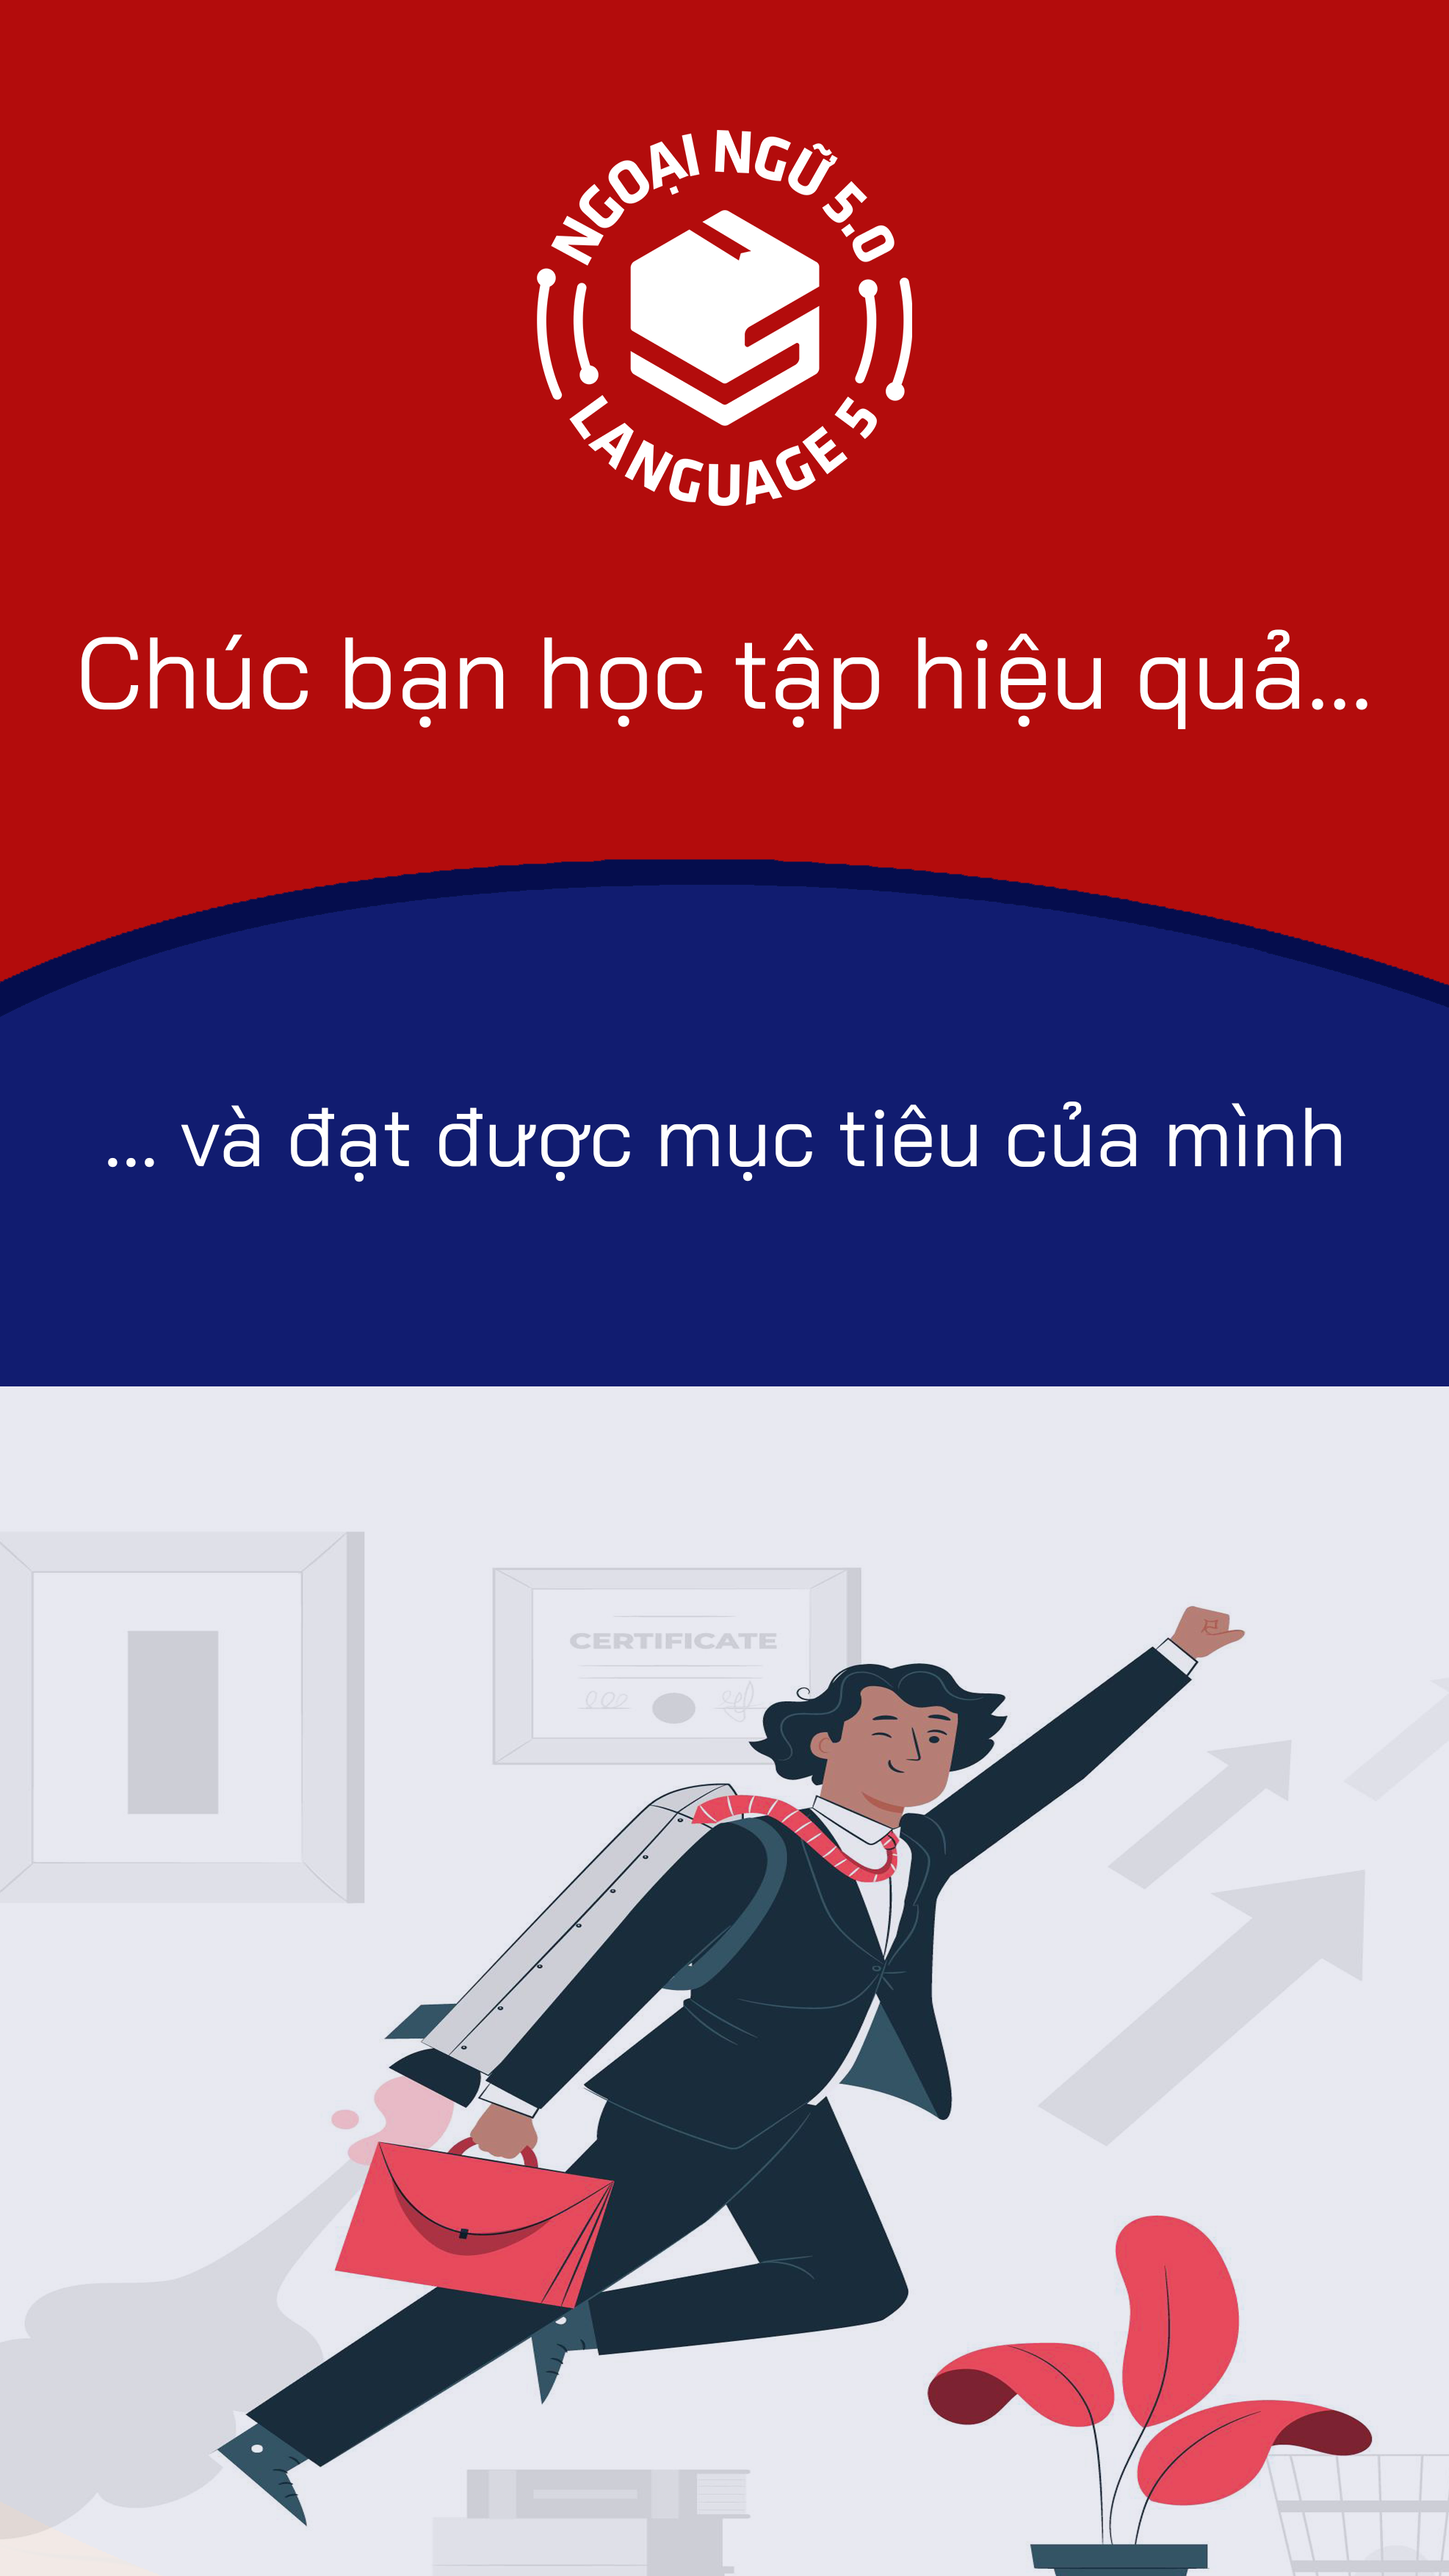 NGOẠI NGỮ 5.0
LANGUAGE 5
Chúc bạn học tập hiệu quả...
... và đạt được mục tiêu của mình
CERTIFICATE